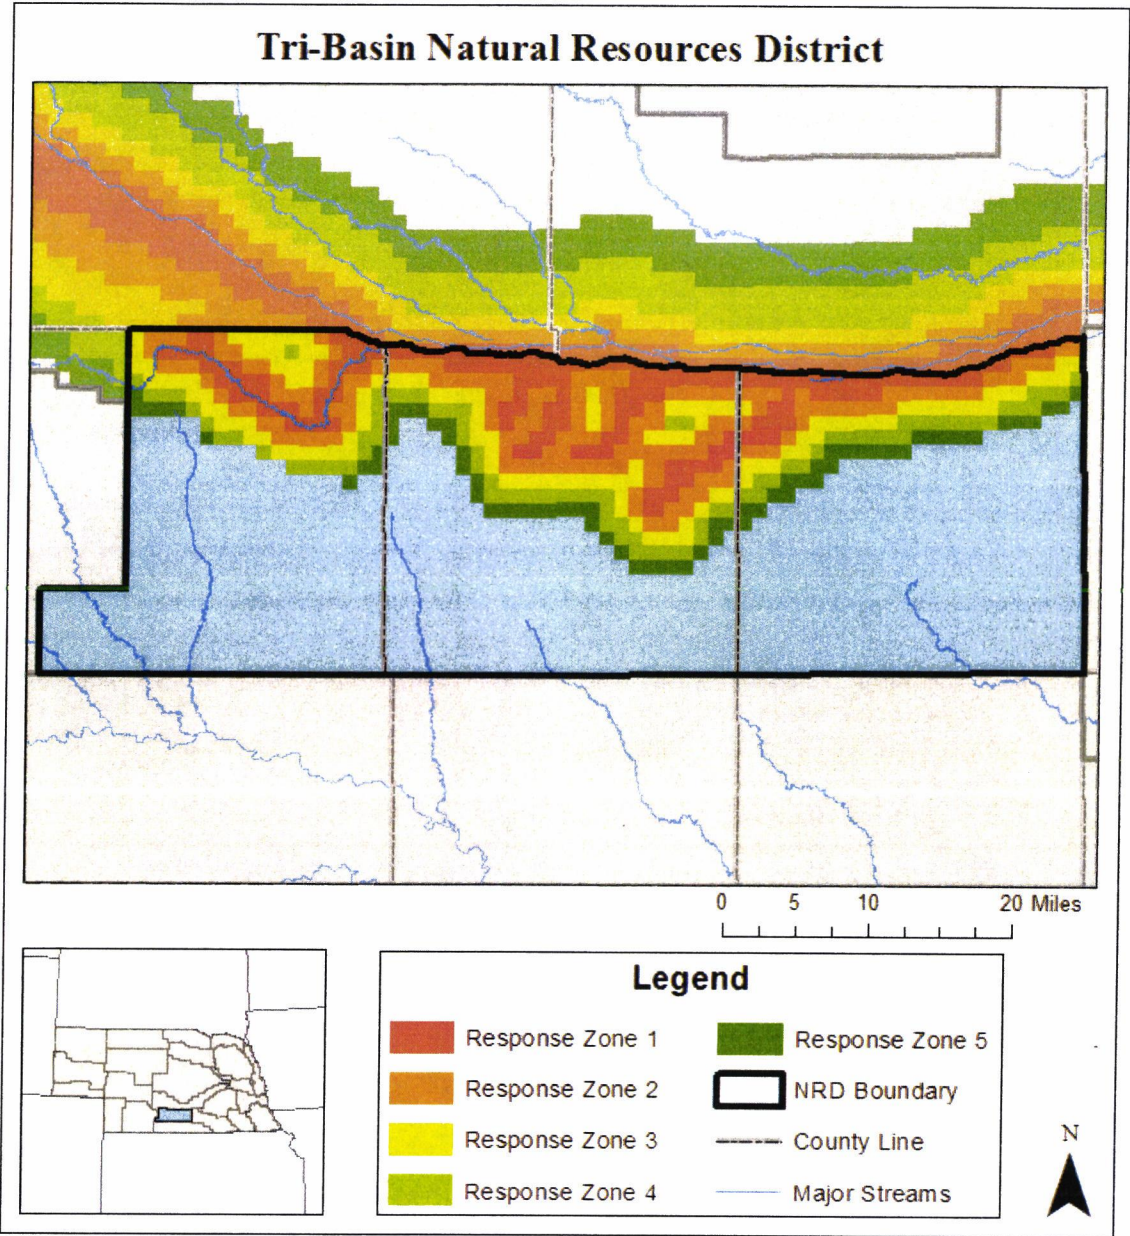 Tri-Basin Natural Resources District
0 5 10 20 Miles
Legend
Response Zone 1
Response Zone 2
Response Zone 3
Response Zone 4
Response Zone 5
NRD Boundary
County Line
Major Streams
N